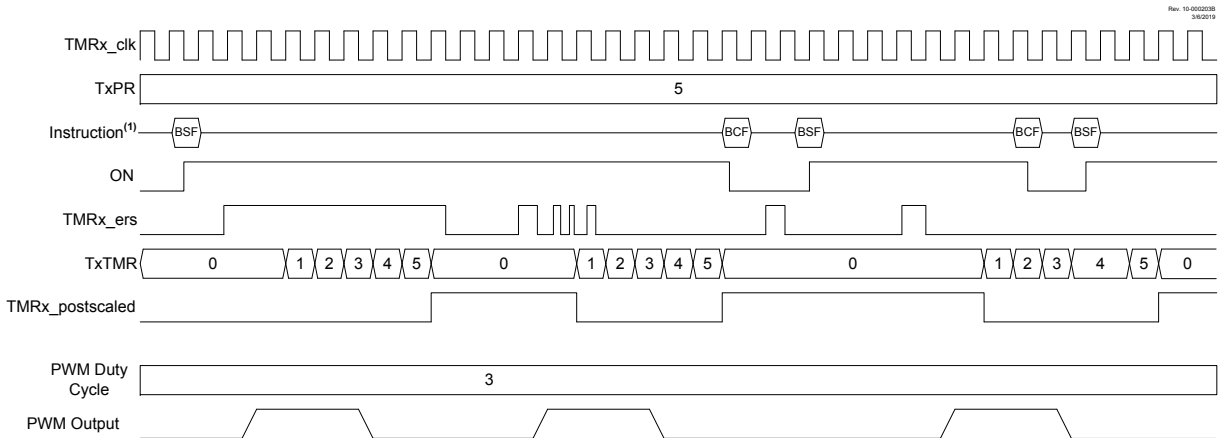 Rev. 10-000203B
3/6/2019
TMRx_clk
TxPR 5
Instruction(1) BSF BCF BSF BCF BSF
ON
TMRx_ers
TxTMR 0 1 2 3 4 5 0 1 2 3 4 5 0 1 2 3 4 5 0
TMRx_postscaled
PWM Duty
Cycle 3
PWM Output